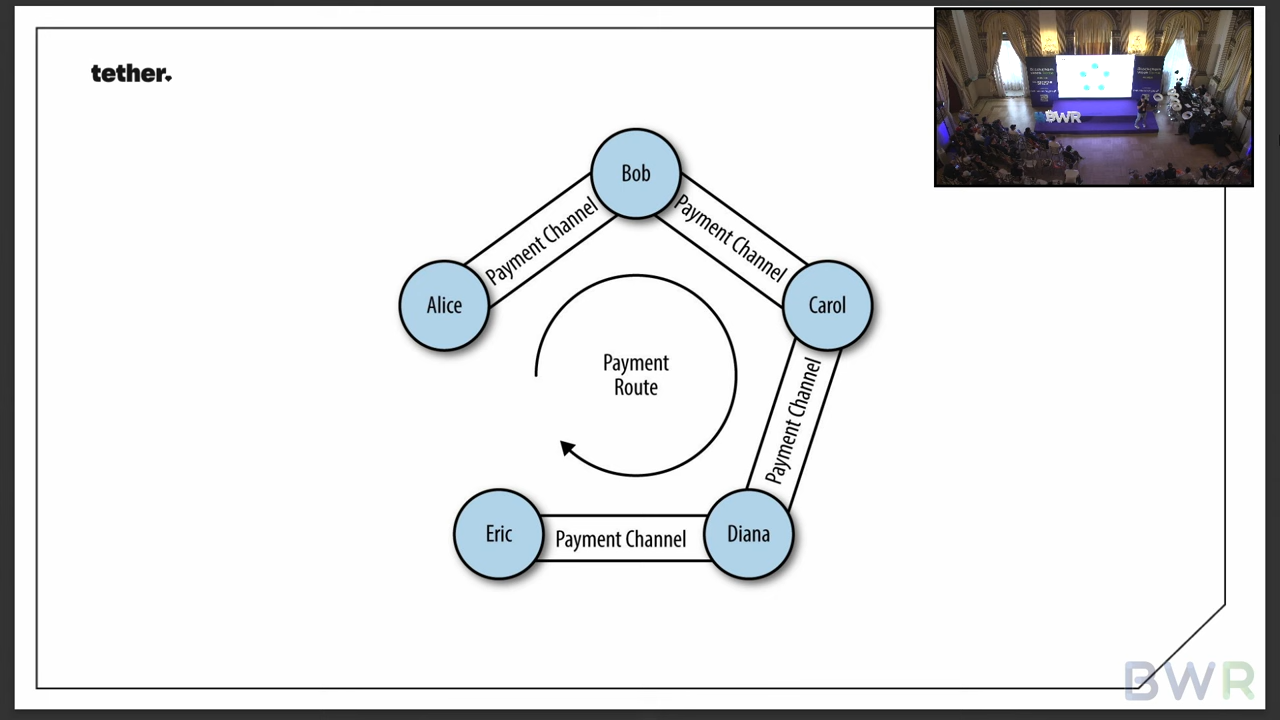 tether.
Bob
Payment Channel
Payment Channel
Alice
Carol
Payment
Route
Payment Channel
Eric
Payment Channel
Diana
BWR
BWR